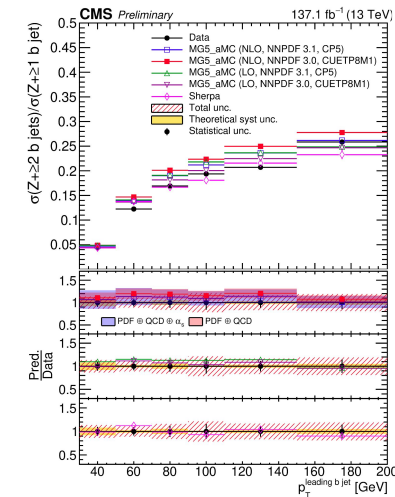 CMS Preliminary 137.1 fb⁻¹ (13 TeV)
σ(Z+≥2 b jets)/σ(Z+≥1 b jet)
0.5
0.45
0.4
0.35
0.3
0.25
0.2
0.15
0.1
0.05
Data
MG5_aMC (NLO, NNPDF 3.1, CP5)
MG5_aMC (NLO, NNPDF 3.0, CUETP8M1)
MG5_aMC (LO, NNPDF 3.1, CP5)
MG5_aMC (LO, NNPDF 3.0, CUETP8M1)
Sherpa
Total unc.
Theoretical syst unc.
Statistical unc.
1.5
1
0.5
PDF ⊕ QCD ⊕ αₛ PDF ⊕ QCD
Pred.
Data
1.5
1
0.5
1.5
1
0.5
40 60 80 100 120 140 160 180 200
p_T^leading b jet [GeV]